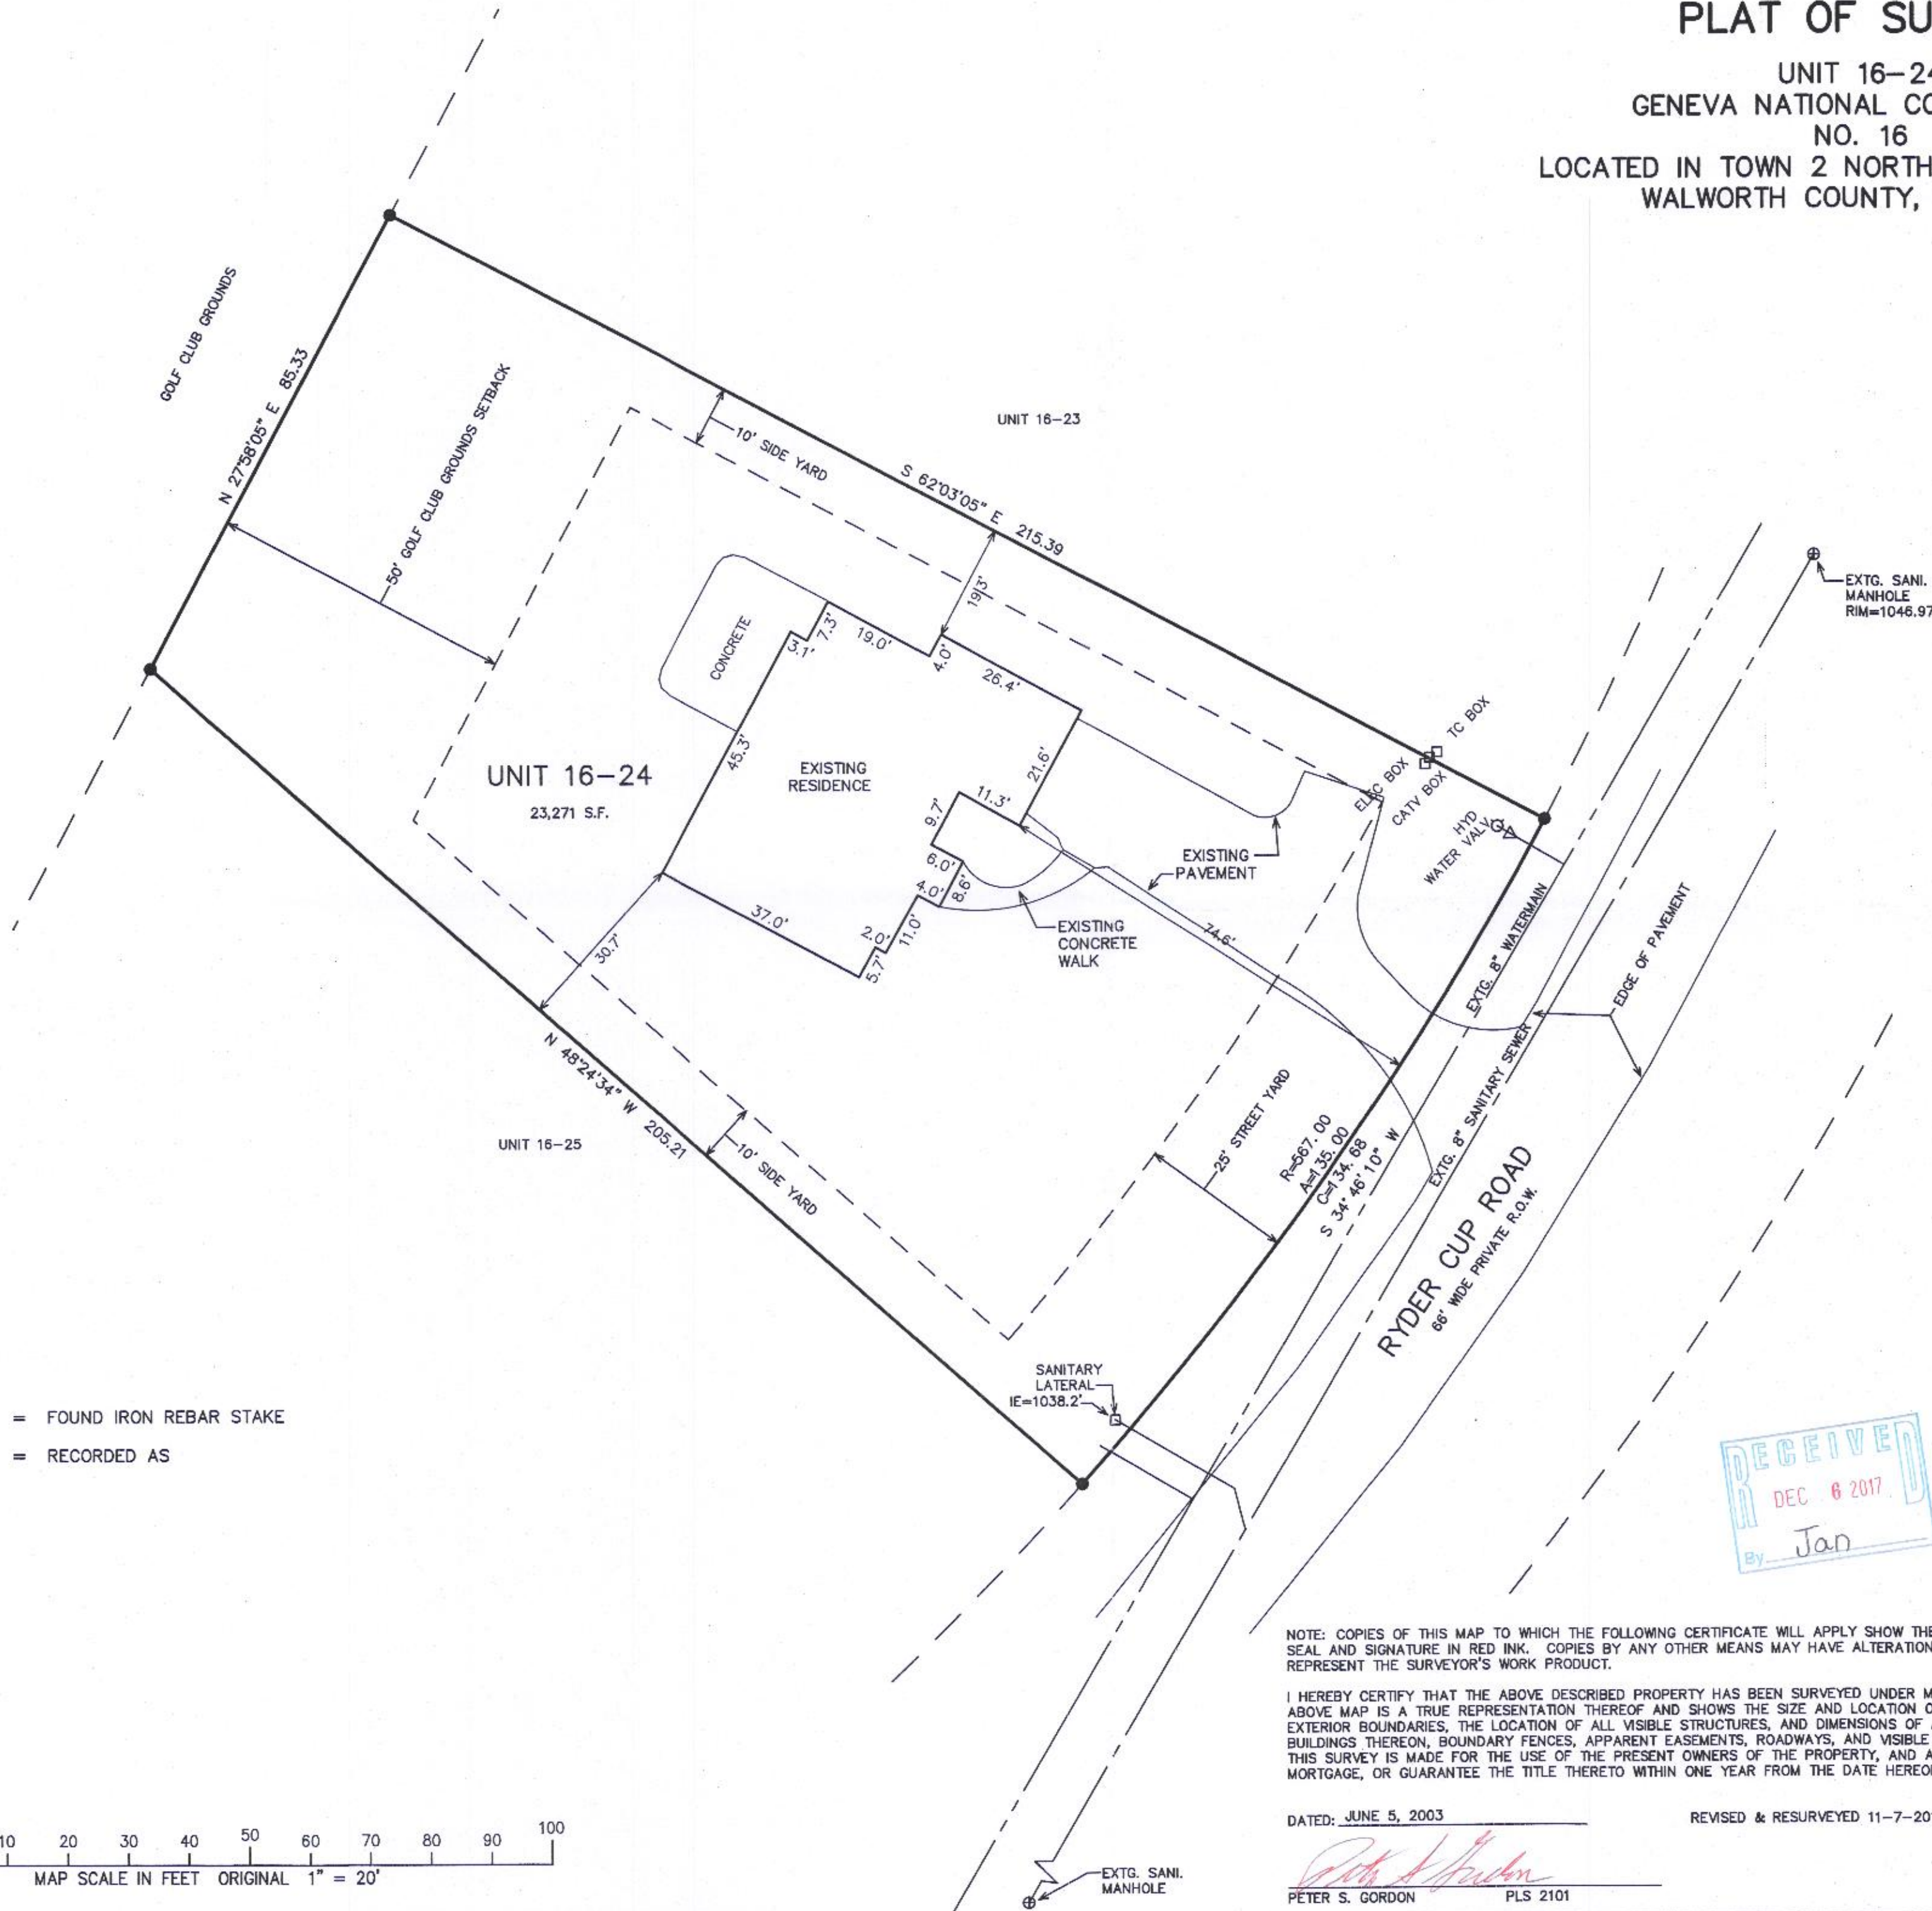 PLAT OF SU
UNIT 16-24
GENEVA NATIONAL CO
NO. 16
LOCATED IN TOWN 2 NORTH
WALWORTH COUNTY,
GOLF CLUB GROUNDS
N 27°58'05" E 85.33
50' GOLF CLUB GROUNDS SETBACK
10' SIDE YARD
UNIT 16-23
S 62°03'05" E 215.39
EXTG. SANI.
MANHOLE
RIM=1046.97
CONCRETE
3.1'
7.3'
19.0'
4.0'
19.3'
26.4'
45.3'
EXISTING
RESIDENCE
21.6'
11.3'
9.7'
6.0'
4.0'
8.6'
11.0'
2.0'
5.7'
37.0'
30.7'
UNIT 16-24
23,271 S.F.
TC BOX
ELEC BOX
CATV BOX
HYD
WATER VALV
EXISTING
PAVEMENT
EXISTING
CONCRETE
WALK
74.6'
EXTG. 8" WATERMAIN
EDGE OF PAVEMENT
N 48°24'34" W 205.21
UNIT 16-25
10' SIDE YARD
25' STREET YARD
R=567.00
A=135.00
C=134.68
S 34°46'10" W
EXTG. 8" SANITARY SEWER
RYDER CUP ROAD
66' WIDE PRIVATE R.O.W.
SANITARY
LATERAL
IE=1038.2'
= FOUND IRON REBAR STAKE
= RECORDED AS
RECEIVED
DEC 6 2017
By Jan
NOTE: COPIES OF THIS MAP TO WHICH THE FOLLOWING CERTIFICATE WILL APPLY SHOW THE
SEAL AND SIGNATURE IN RED INK. COPIES BY ANY OTHER MEANS MAY HAVE ALTERATION
REPRESENT THE SURVEYOR'S WORK PRODUCT.
I HEREBY CERTIFY THAT THE ABOVE DESCRIBED PROPERTY HAS BEEN SURVEYED UNDER M
ABOVE MAP IS A TRUE REPRESENTATION THEREOF AND SHOWS THE SIZE AND LOCATION O
EXTERIOR BOUNDARIES, THE LOCATION OF ALL VISIBLE STRUCTURES, AND DIMENSIONS OF
BUILDINGS THEREON, BOUNDARY FENCES, APPARENT EASEMENTS, ROADWAYS, AND VISIBLE
THIS SURVEY IS MADE FOR THE USE OF THE PRESENT OWNERS OF THE PROPERTY, AND A
MORTGAGE, OR GUARANTEE THE TITLE THERETO WITHIN ONE YEAR FROM THE DATE HEREO
DATED: JUNE 5, 2003 REVISED & RESURVEYED 11-7-20
PETER S. GORDON PLS 2101
10 20 30 40 50 60 70 80 90 100
MAP SCALE IN FEET ORIGINAL 1" = 20'
EXTG. SANI.
MANHOLE